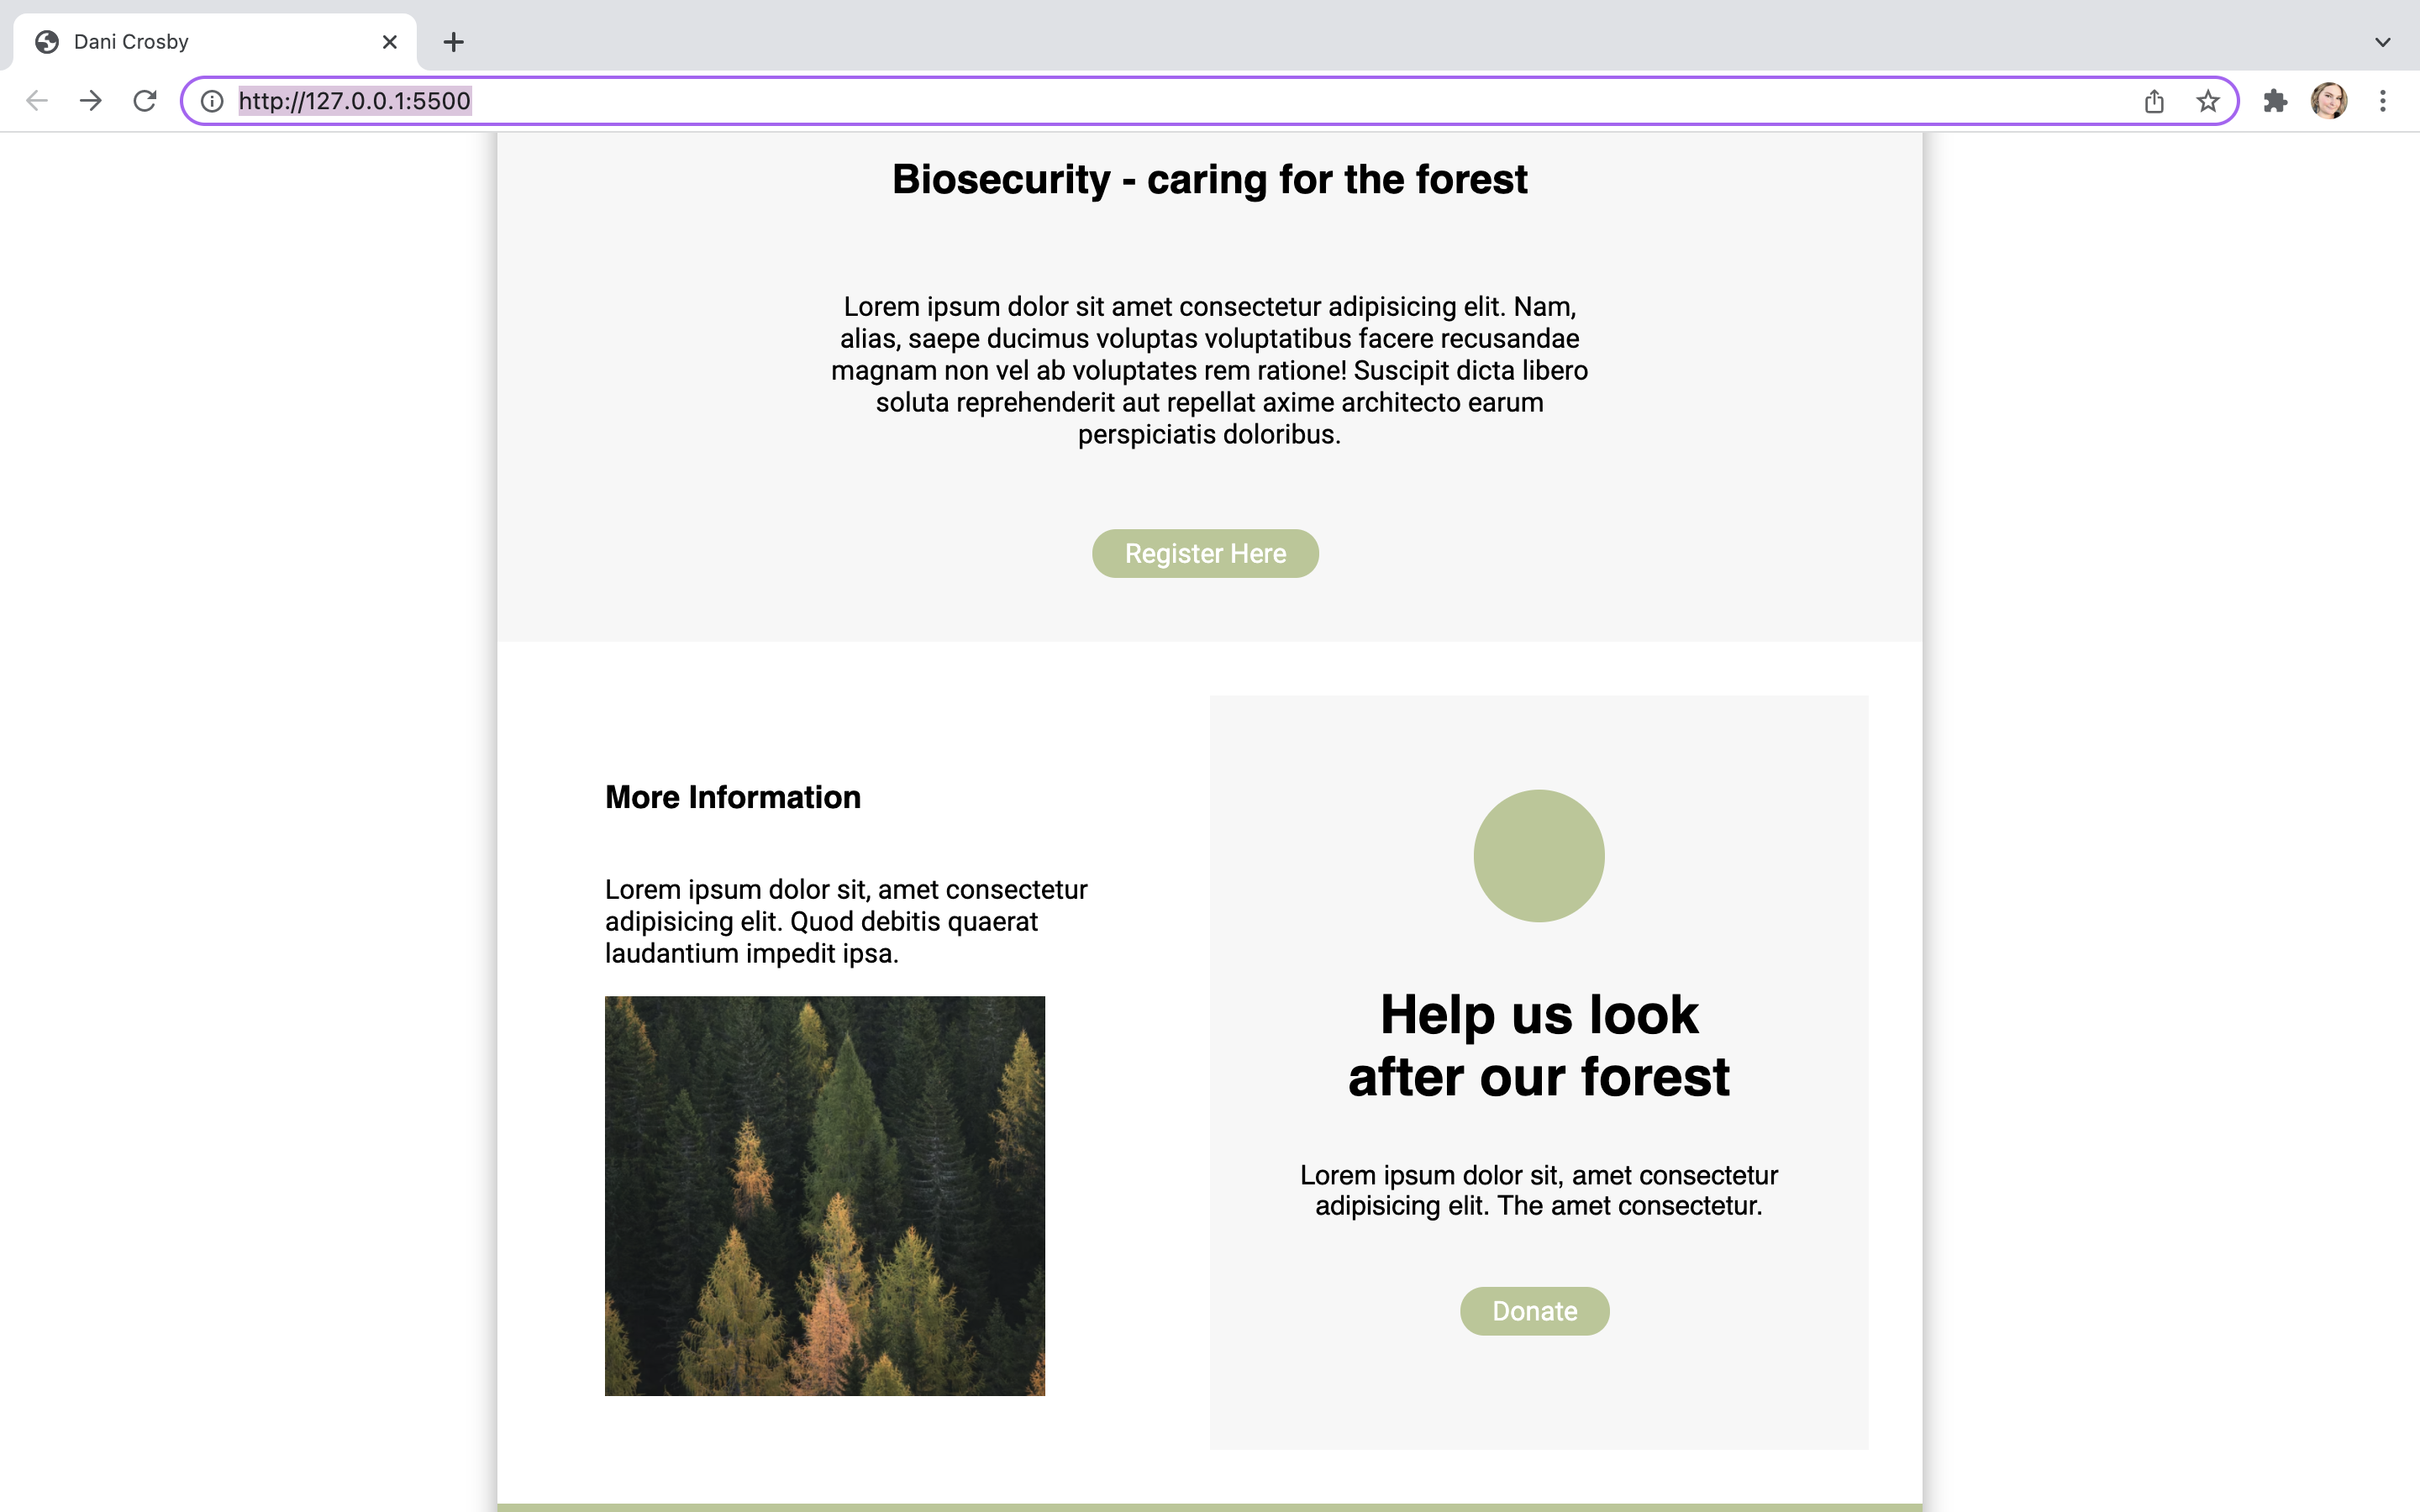 Dani Crosby
http://127.0.0.1:5500
Biosecurity - caring for the forest
Lorem ipsum dolor sit amet consectetur adipisicing elit. Nam,
alias, saepe ducimus voluptas voluptatibus facere recusandae
magnam non vel ab voluptates rem ratione! Suscipit dicta libero
soluta reprehenderit aut repellat axime architecto earum
perspiciatis doloribus.
Register Here
More Information
Lorem ipsum dolor sit, amet consectetur
adipisicing elit. Quod debitis quaerat
laudantium impedit ipsa.
Help us look
after our forest
Lorem ipsum dolor sit, amet consectetur
adipisicing elit. The amet consectetur.
Donate